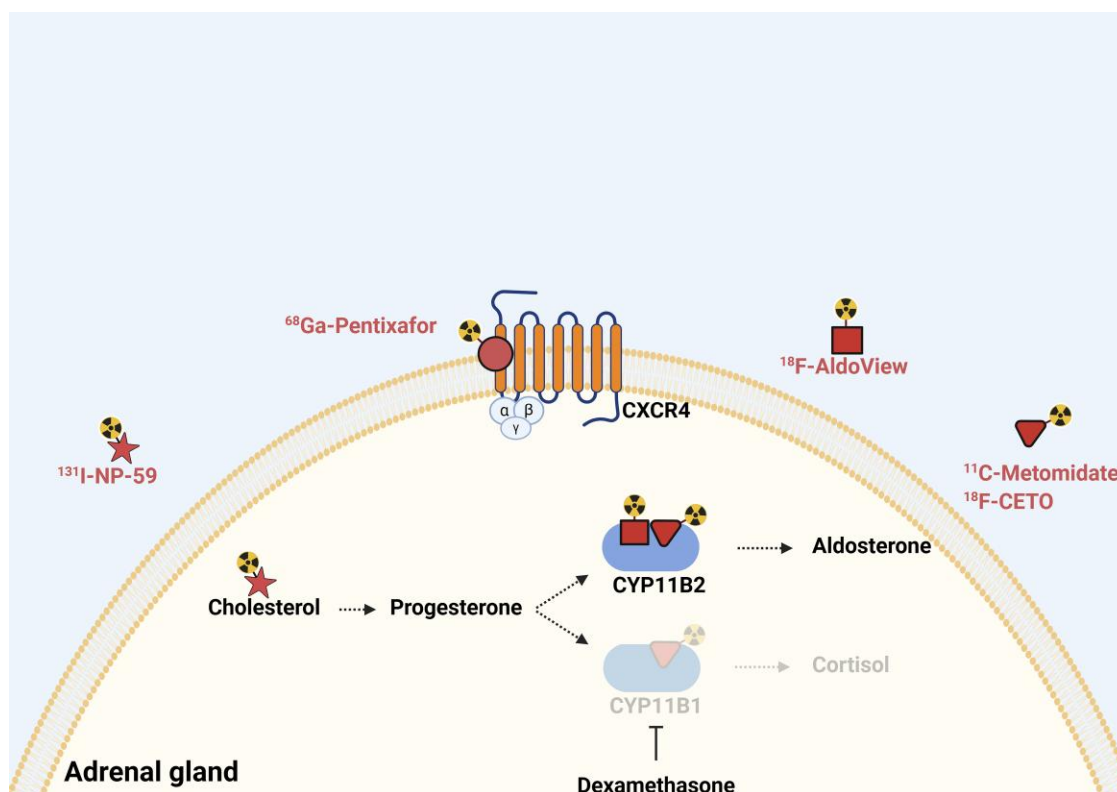 ⁶⁸Ga-Pentixafor
¹⁸F-AldoView
CXCR4
α β
γ
¹³¹I-NP-59
¹¹C-Metomidate
¹⁸F-CETO
Aldosterone
CYP11B2
Cholesterol
Progesterone
Cortisol
CYP11B1
Adrenal gland
Dexamethasone